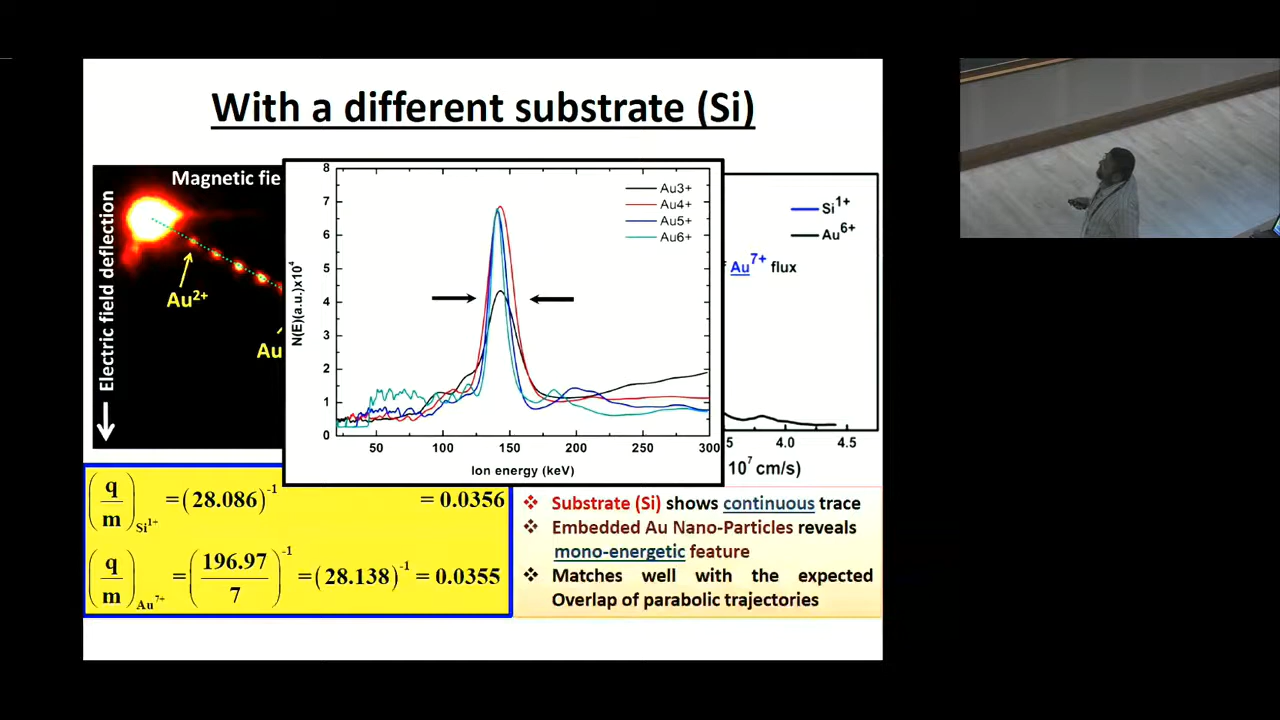 With a different substrate (Si)
Magnetic fie
Electric field deflection
Au2+
Au
8
7
6
5
4
3
2
1
0
N(E)(a.u.)x10^4
Au3+
Au4+
Au5+
Au6+
50 100 150 200 250 300
Ion energy (keV)
Si1+
Au6+
Au7+ flux
5 4.0 4.5
10^7 cm/s)
(q/m)Si1+ = (28.086)^-1 = 0.0356
(q/m)Au7+ = (196.97/7)^-1 = (28.138)^-1 = 0.0355
❖ Substrate (Si) shows continuous trace
❖ Embedded Au Nano-Particles reveals
mono-energetic feature
❖ Matches well with the expected
Overlap of parabolic trajectories